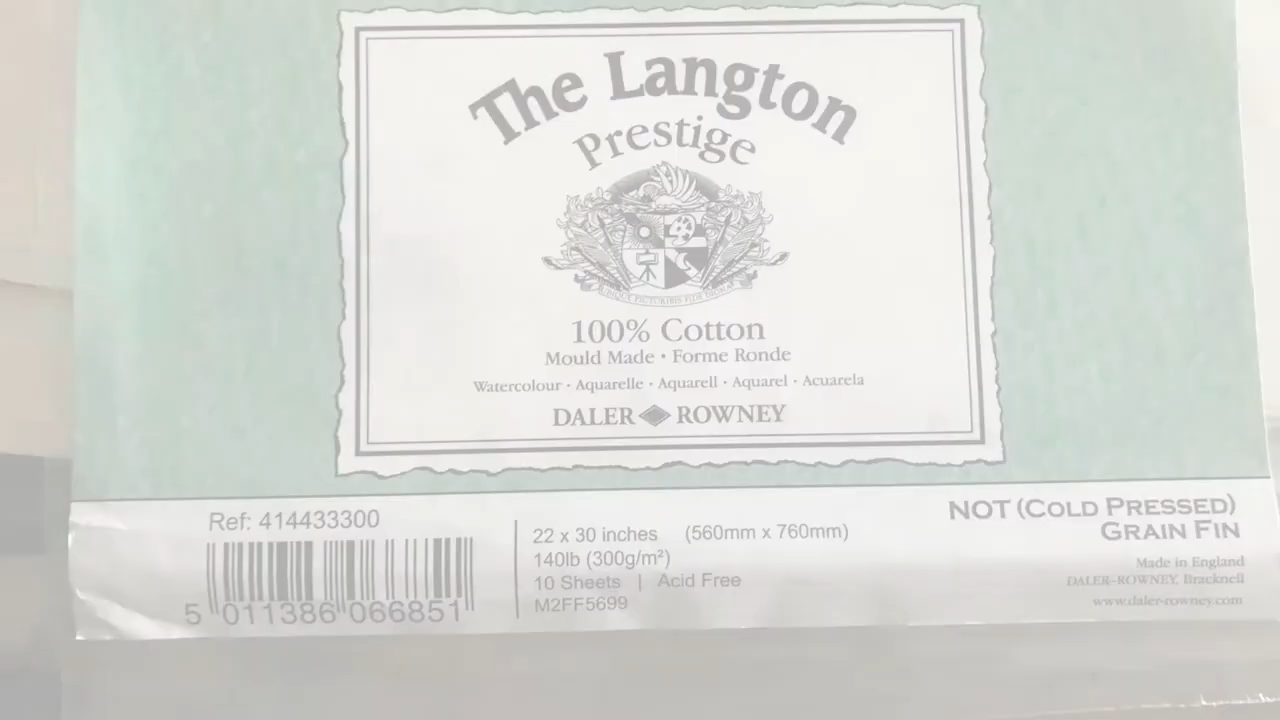 The Langton
Prestige
100% Cotton
Mould Made • Forme Ronde
Watercolour • Aquarelle • Aquarell • Aquarel • Acuarela
DALER ROWNEY
Ref: 414433300
5 011386 066851
22 x 30 inches (560mm x 760mm)
140lb (300g/m²)
10 Sheets | Acid Free
M2FF5699
NOT (COLD PRESSED)
GRAIN FIN
Made in England
DALER-ROWNEY, Bracknell
www.daler-rowney.com